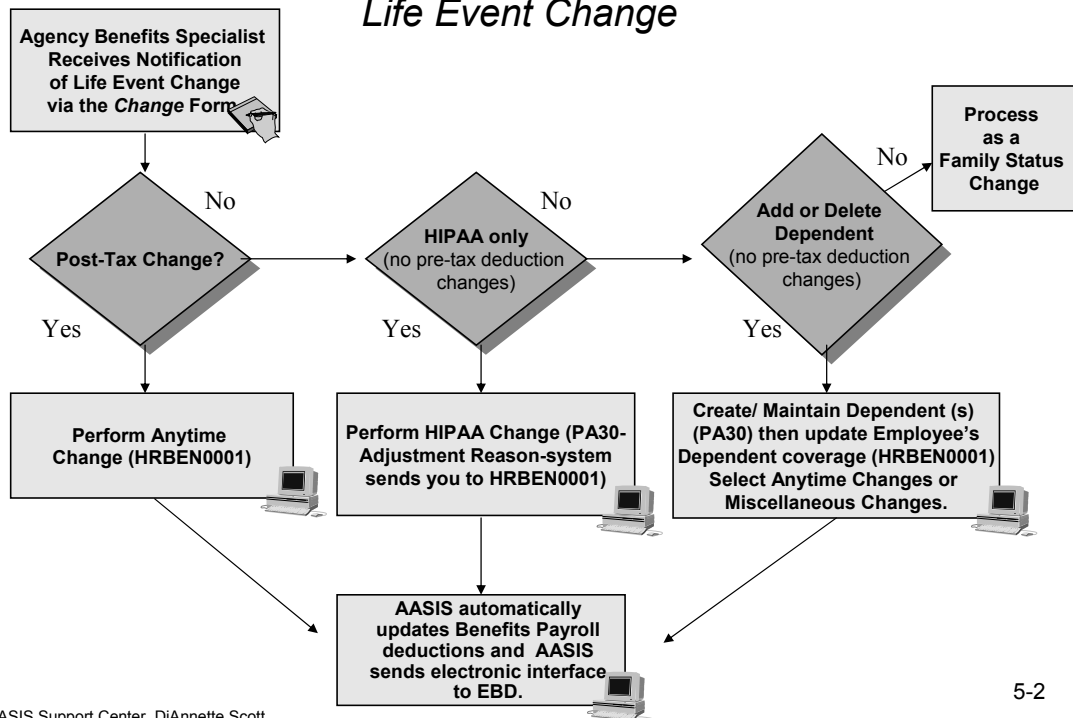 Life Event Change
Agency Benefits Specialist
Receives Notification
of Life Event Change
via the Change Form
Post-Tax Change?
No
Yes
HIPAA only
(no pre-tax deduction
changes)
No
Yes
Add or Delete
Dependent
(no pre-tax deduction
changes)
No
Yes
Process
as a
Family Status
Change
Perform Anytime
Change (HRBEN0001)
Perform HIPAA Change (PA30-
Adjustment Reason-system
sends you to HRBEN0001)
Create/ Maintain Dependent (s)
(PA30) then update Employee's
Dependent coverage (HRBEN0001)
Select Anytime Changes or
Miscellaneous Changes.
AASIS automatically
updates Benefits Payroll
deductions and AASIS
sends electronic interface
to EBD.
5-2
ASIS Support Center, DiAnnette Scott